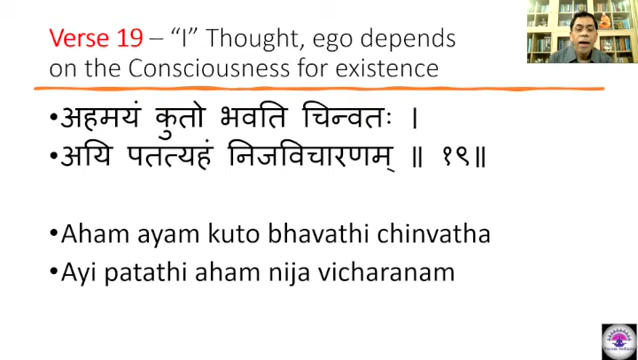 Verse 19 – “I” Thought, ego depends
on the Consciousness for existence
•अहमयं कुतो भवति चिन्वतः ।
•अयि पतत्यहं निजविचारणम् ॥ १९॥
•Aham ayam kuto bhavathi chinvatha
•Ayi patathi aham nija vicharanam